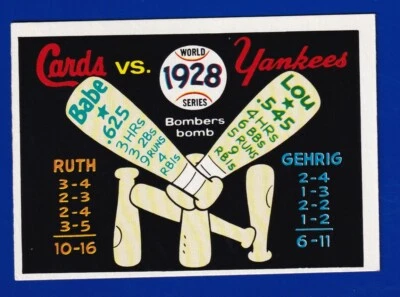 Cards vs. Yankees
WORLD
1928
SERIES
Bombers
bomb
Babe
.625
3 HRs
3 2Bs
9 RUNS
4 RBIs
Lou
.545
4 HRs
6 BBs
5 RUNS
9 RBIs
RUTH
3-4
2-3
2-4
3-5
10-16
GEHRIG
2-4
1-3
2-2
1-2
6-11